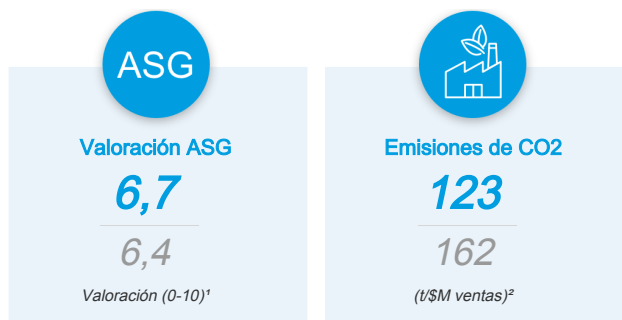 ASG
Valoración ASG
6,7
6,4
Valoración (0-10)¹
Emisiones de CO2
123
162
(t/$M ventas)²